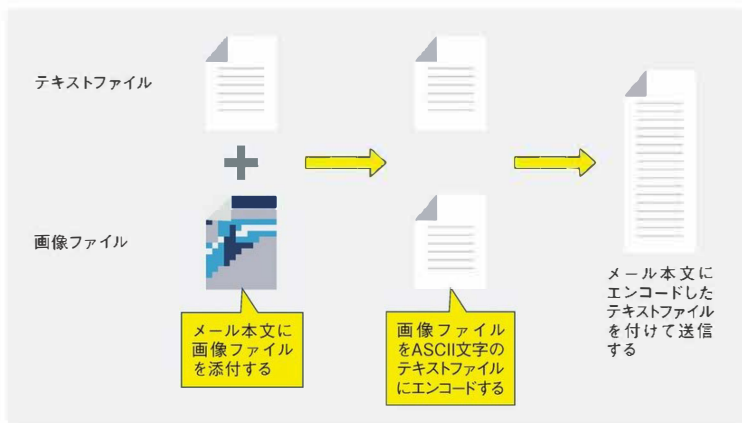 テキストファイル
画像ファイル
メール本文に
画像ファイル
を添付する
画像ファイル
をASCII文字の
テキストファイル
にエンコードする
メール本文に
エンコードした
テキストファイル
を付けて送信
する